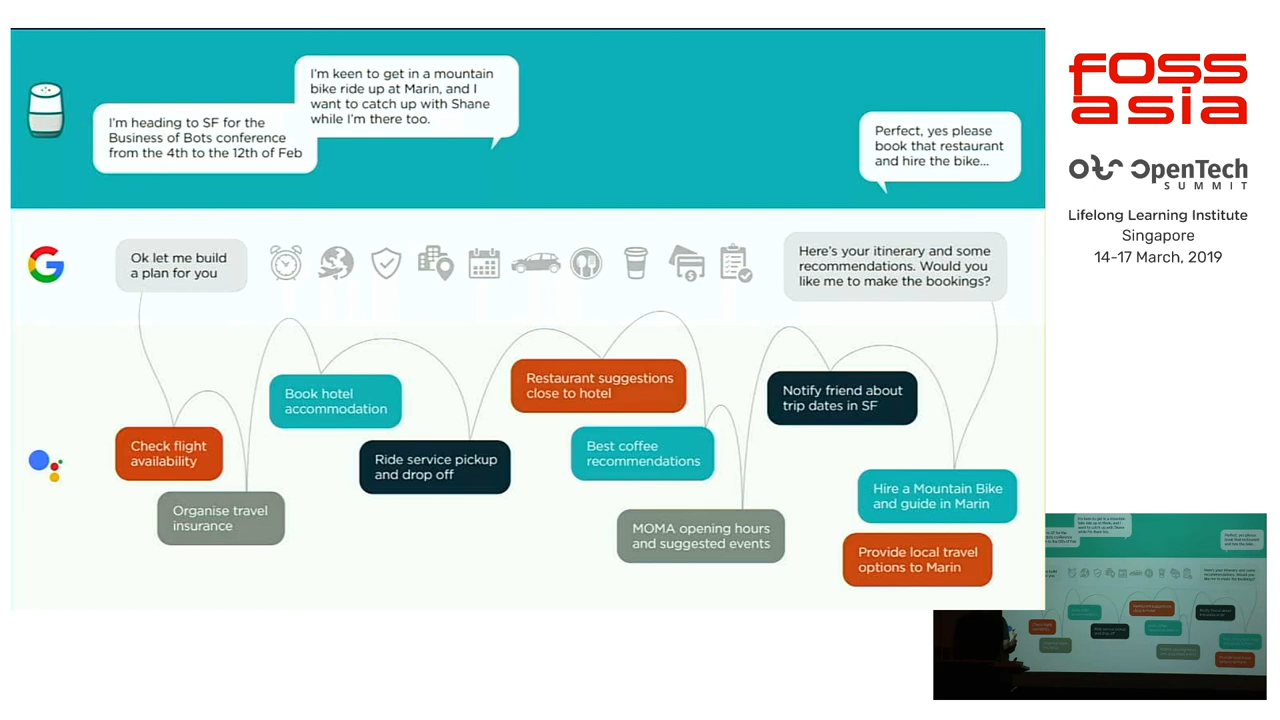 I'm keen to get in a mountain
bike ride up at Marin, and I
want to catch up with Shane
while I'm there too.
I'm heading to SF for the
Business of Bots conference
from the 4th to the 12th of Feb
Perfect, yes please
book that restaurant
and hire the bike...
Ok let me build
a plan for you
Here's your itinerary and some
recommendations. Would you
like me to make the bookings?
Check flight
availability
Organise travel
insurance
Book hotel
accommodation
Ride service pickup
and drop off
Restaurant suggestions
close to hotel
Best coffee
recommendations
MOMA opening hours
and suggested events
Notify friend about
trip dates in SF
Hire a Mountain Bike
and guide in Marin
Provide local travel
options to Marin
FOSS
asia
OpenTech
SUMMIT
Lifelong Learning Institute
Singapore
14-17 March, 2019